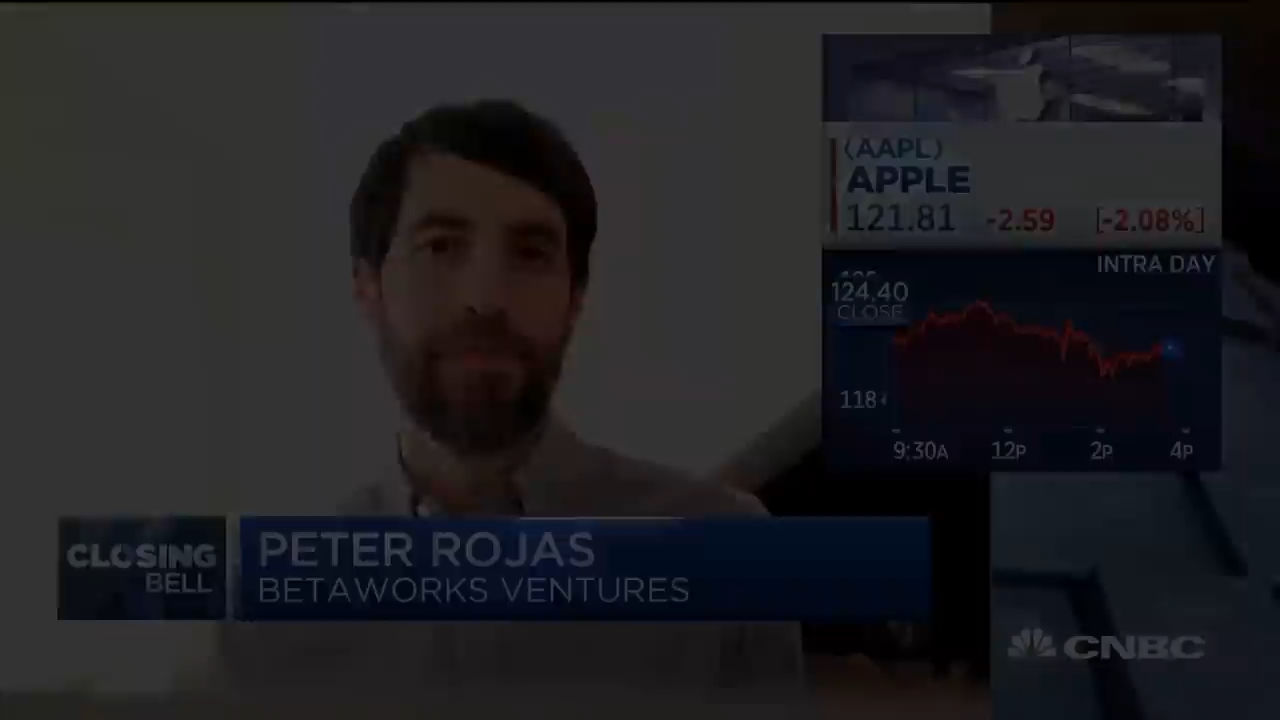 (AAPL)
APPLE
121.81 -2.59 [-2.08%]
INTRA DAY
124.40
CLOSE
118
9:30A 12P 2P 4P
CLOSING
BELL
PETER ROJAS
BETAWORKS VENTURES
CNBC